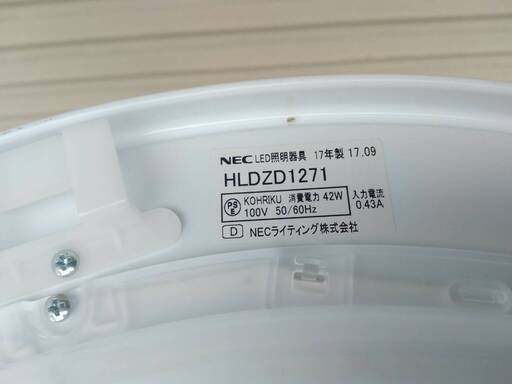 NEC LED照明器具 17年製 17.09
HLDZD1271
PSE KOHRIKU 消費電力 42W 入力電流
100V 50/60Hz 0.43A
D NECライティング株式会社